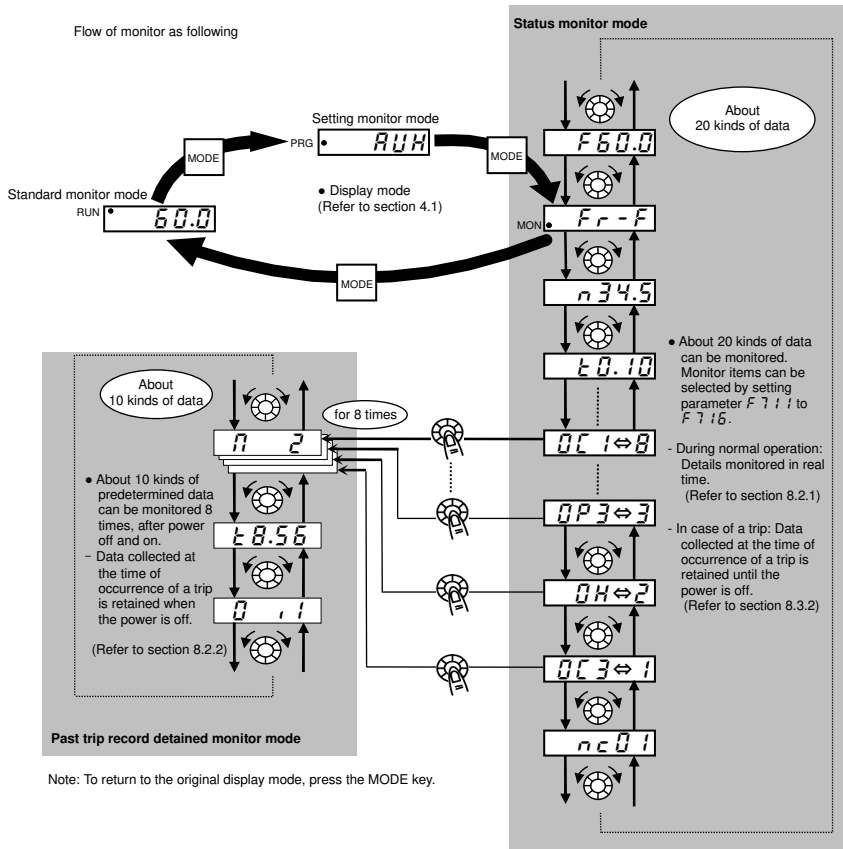 Flow of monitor as following
Status monitor mode
About
20 kinds of data
Setting monitor mode
PRG
AUH
MODE
MODE
● Display mode
(Refer to section 4.1)
Standard monitor mode
RUN
60.0
MODE
F60.0
MON
Fr-F
n34.5
t0.10
OC1⇔8
OP3⇔3
OH⇔2
OC3⇔1
nc01
● About 20 kinds of data
can be monitored.
Monitor items can be
selected by setting
parameter F711 to
F716.
- During normal operation:
Details monitored in real
time.
(Refer to section 8.2.1)
- In case of a trip: Data
collected at the time of
occurrence of a trip is
retained until the
power is off.
(Refer to section 8.3.2)
About
10 kinds of data
for 8 times
n 2
t8.56
● About 10 kinds of
predetermined data
can be monitored 8
times, after power
off and on.
- Data collected at
the time of
occurrence of a trip
is retained when
the power is off.
(Refer to section 8.2.2)
Past trip record detained monitor mode
Note: To return to the original display mode, press the MODE key.